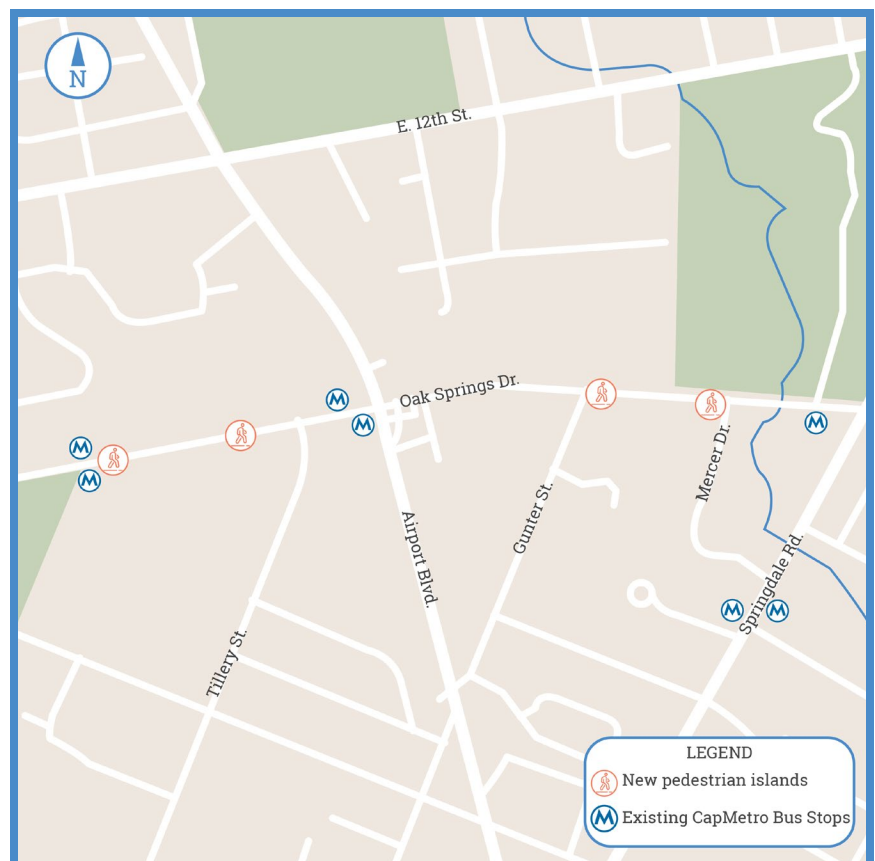 N
E. 12th St.
Oak Springs Dr.
Mercer Dr.
Gunter St.
Airport Blvd.
Springdale Rd.
Tillery St.
LEGEND
New pedestrian islands
Existing CapMetro Bus Stops